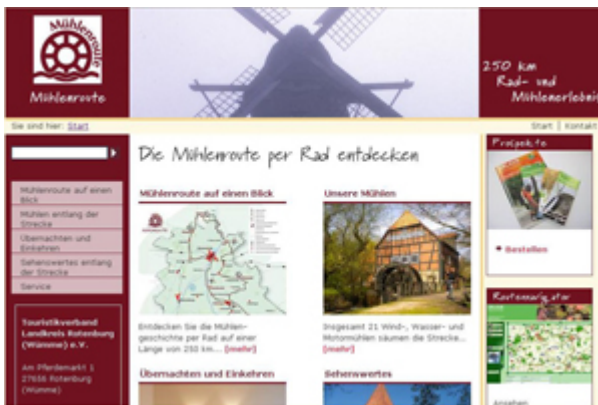 Mühlenroute
Mühlenroute
250 km
Rad- und
Mühlenerlebni
Sie sind hier: Start
Start | Kontakt
Die Mühlenroute per Rad entdecken
Mühlenroute auf einen
Blick
Mühlen entlang der
Strecke
Übernachten und
Einkehren
Sehenswertes entlang
der Strecke
Service
Touristikverband
Landkreis Rotenburg
(Wümme) e.V.
Am Pferdemarkt 1
27656 Rotenburg
(Wümme)
Mühlenroute auf einen Blick
Entdecken Sie die Mühlen-
geschichte per Rad auf einer
Länge von 250 km... [mehr]
Unsere Mühlen
Insgesamt 21 Wind-, Wasser- und
Motormühlen säumen die Strecke...
[mehr]
Übernachten und Einkehren
Sehenswertes
Prospekte
Bestellen
Routennavigator
Ansehen